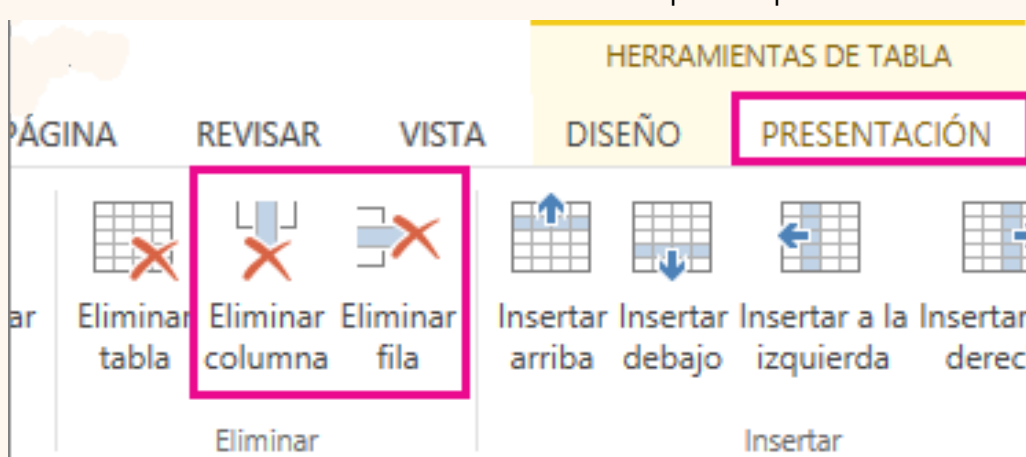 HERRAMIENTAS DE TABLA
PÁGINA REVISAR VISTA DISEÑO PRESENTACIÓN
Eliminar Eliminar Eliminar Insertar Insertar Insertar a la Insertar
tabla columna fila arriba debajo izquierda
Eliminar Insertar